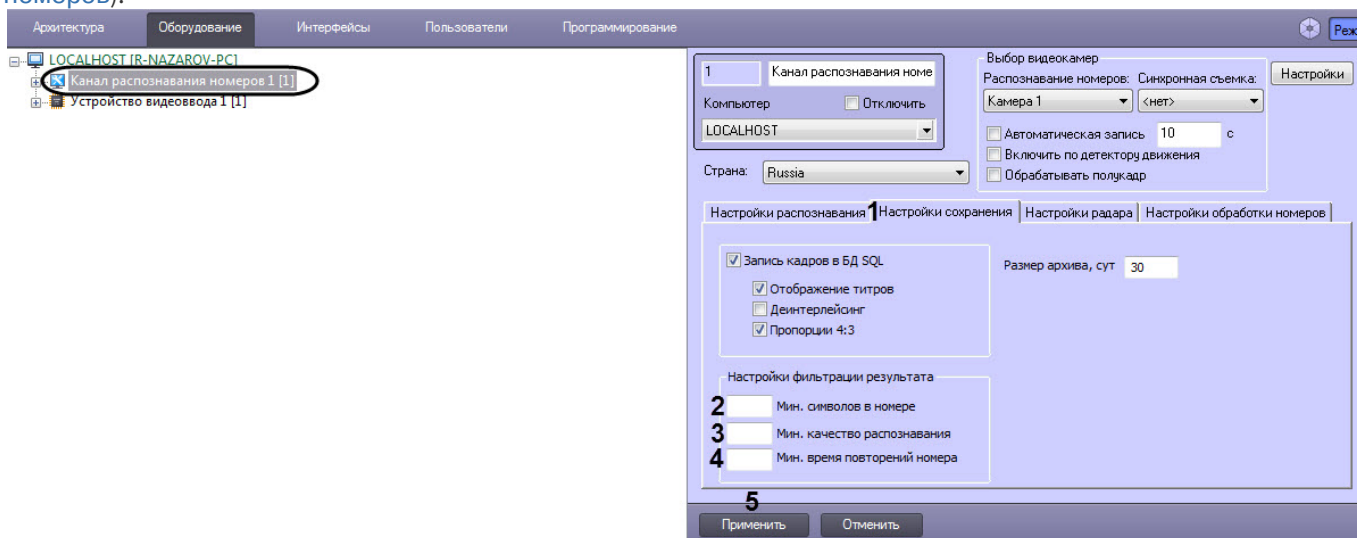 номеров).
Архитектура Оборудование Интерфейсы Пользователи Программирование
LOCALHOST [R-NAZAROV-PC]
Канал распознавания номеров 1 [1]
Устройство видеоввода 1 [1]
1 Канал распознавания номе
Компьютер Отключить
LOCALHOST
Страна: Russia
Выбор видеокамер
Распознавание номеров: Синхронная съемка:
Камера 1 <нет>
Настройки
Автоматическая запись 10 с
Включить по детектору движения
Обрабатывать полукадр
Настройки распознавания 1 Настройки сохранения Настройки радара Настройки обработки номеров
Запись кадров в БД SQL
Отображение титров
Деинтерлейсинг
Пропорции 4:3
Размер архива, сут 30
Настройки фильтрации результата
2 Мин. символов в номере
3 Мин. качество распознавания
4 Мин. время повторений номера
5
Применить Отменить